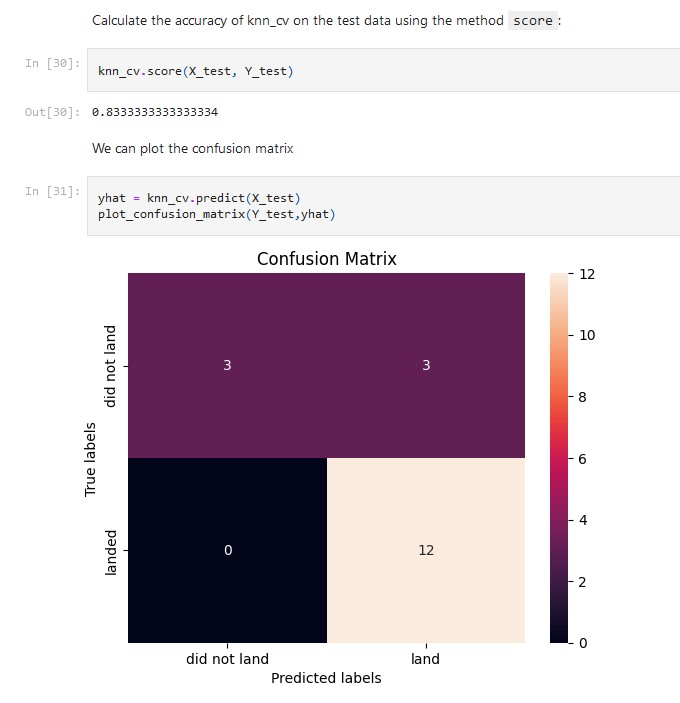 Calculate the accuracy of knn_cv on the test data using the method score:
In [30]:
knn_cv.score(X_test, Y_test)
Out[30]:
0.8333333333333334
We can plot the confusion matrix
In [31]:
yhat = knn_cv.predict(X_test)
plot_confusion_matrix(Y_test,yhat)
Confusion Matrix
True labels
did not land
landed
3
3
0
12
did not land
land
Predicted labels
12
10
8
6
4
2
0